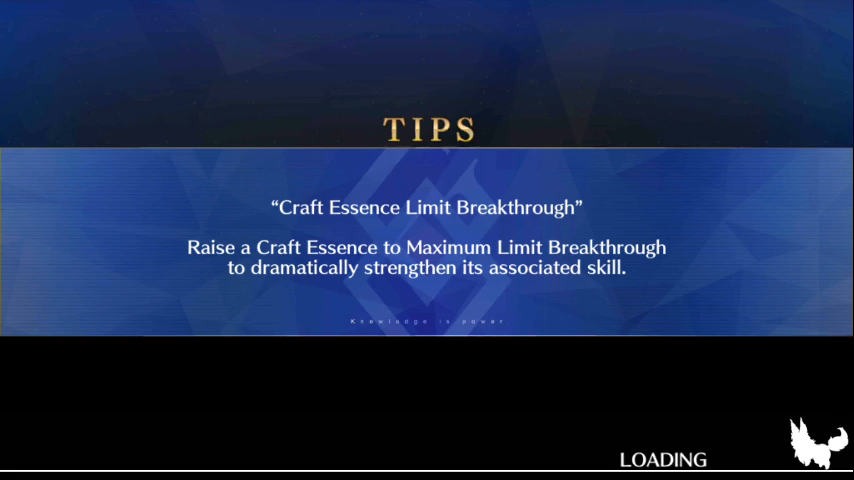 TIPS
“Craft Essence Limit Breakthrough”
Raise a Craft Essence to Maximum Limit Breakthrough
to dramatically strengthen its associated skill.
Knowledge is power
LOADING